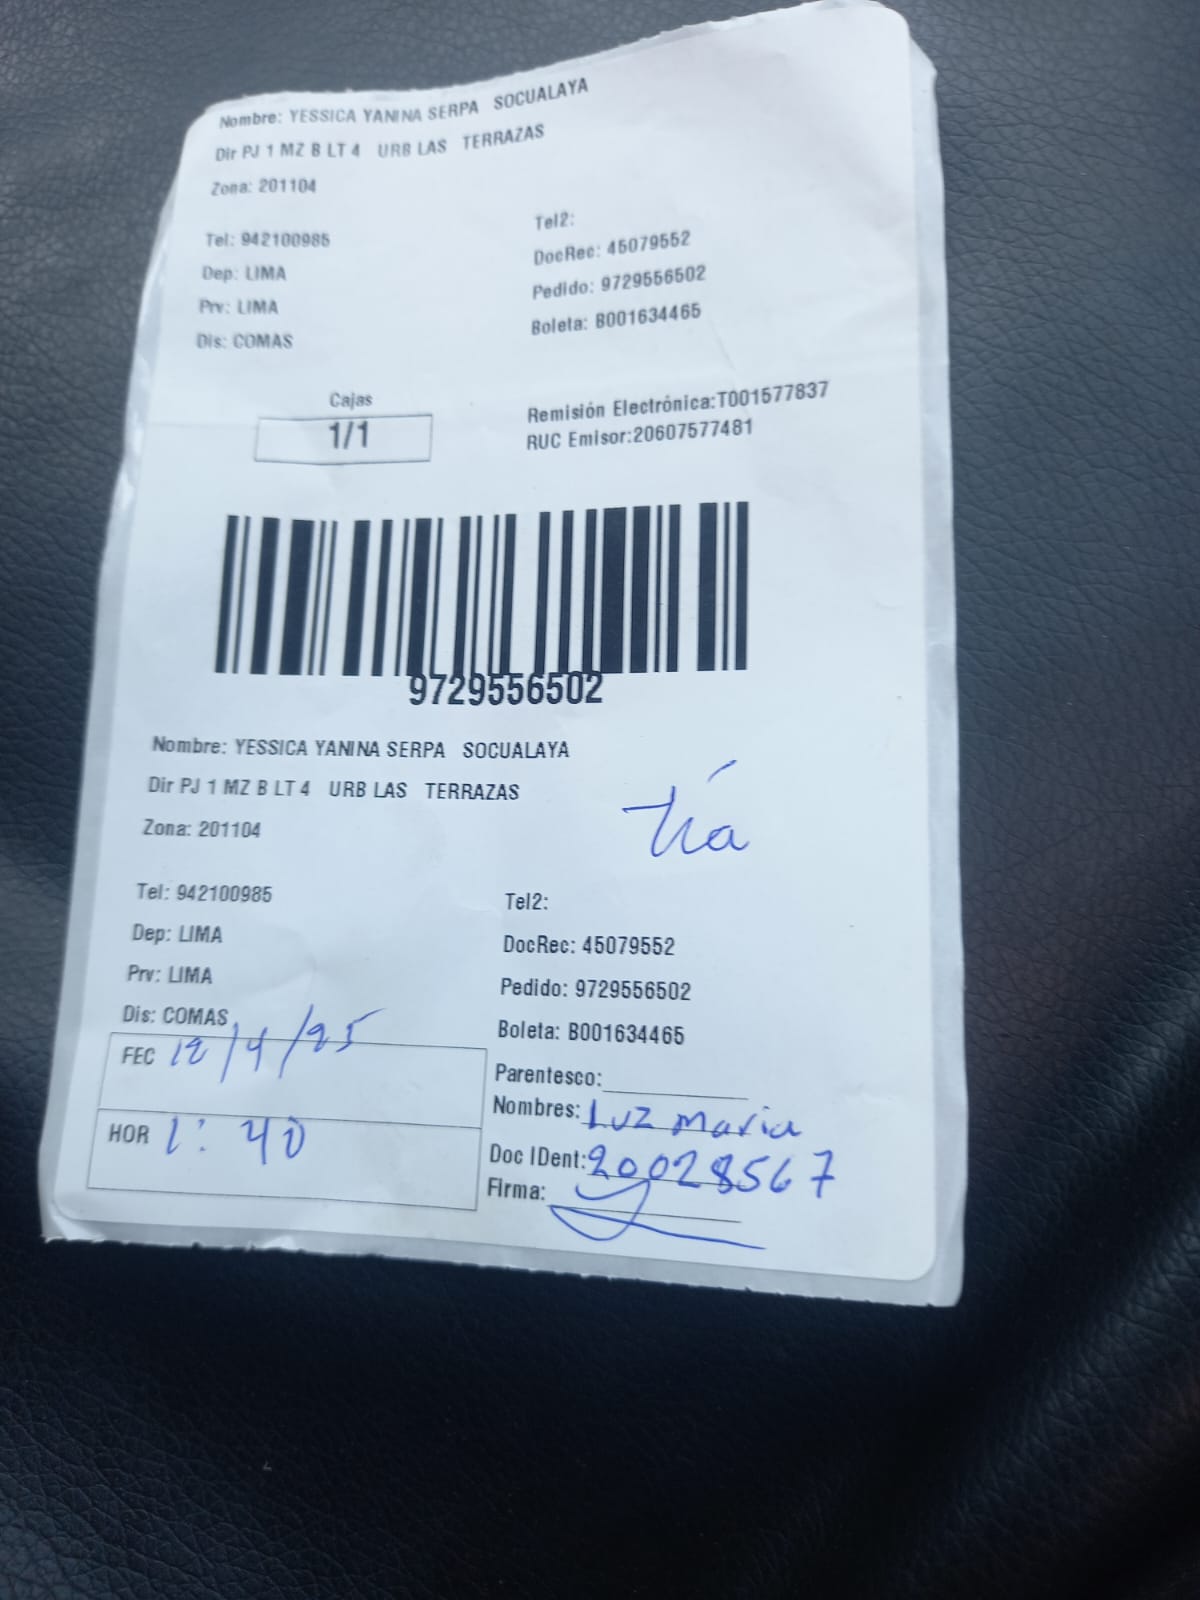 Nombre: YESSICA YANINA SERPA SOCUALAYA
Dir PJ 1 MZ B LT 4 URB LAS TERRAZAS
Zona: 201104
Tel: 942100985
Tel2:
Dep: LIMA
DocRec: 45079552
Prv: LIMA
Pedido: 9729556502
Dis: COMAS
Boleta: B001634465
Cajas
1/1
Remisión Electrónica:T001577837
RUC Emisor:20607577481
9729556502
Nombre: YESSICA YANINA SERPA SOCUALAYA
Dir PJ 1 MZ B LT 4 URB LAS TERRAZAS
tía
Zona: 201104
Tel: 942100985
Tel2:
Dep: LIMA
DocRec: 45079552
Prv: LIMA
Pedido: 9729556502
Dis: COMAS
Boleta: B001634465
FEC 12/4/25
Parentesco:
Nombres: Luz Maria
HOR 1:40
Doc IDent: 20028567
Firma: